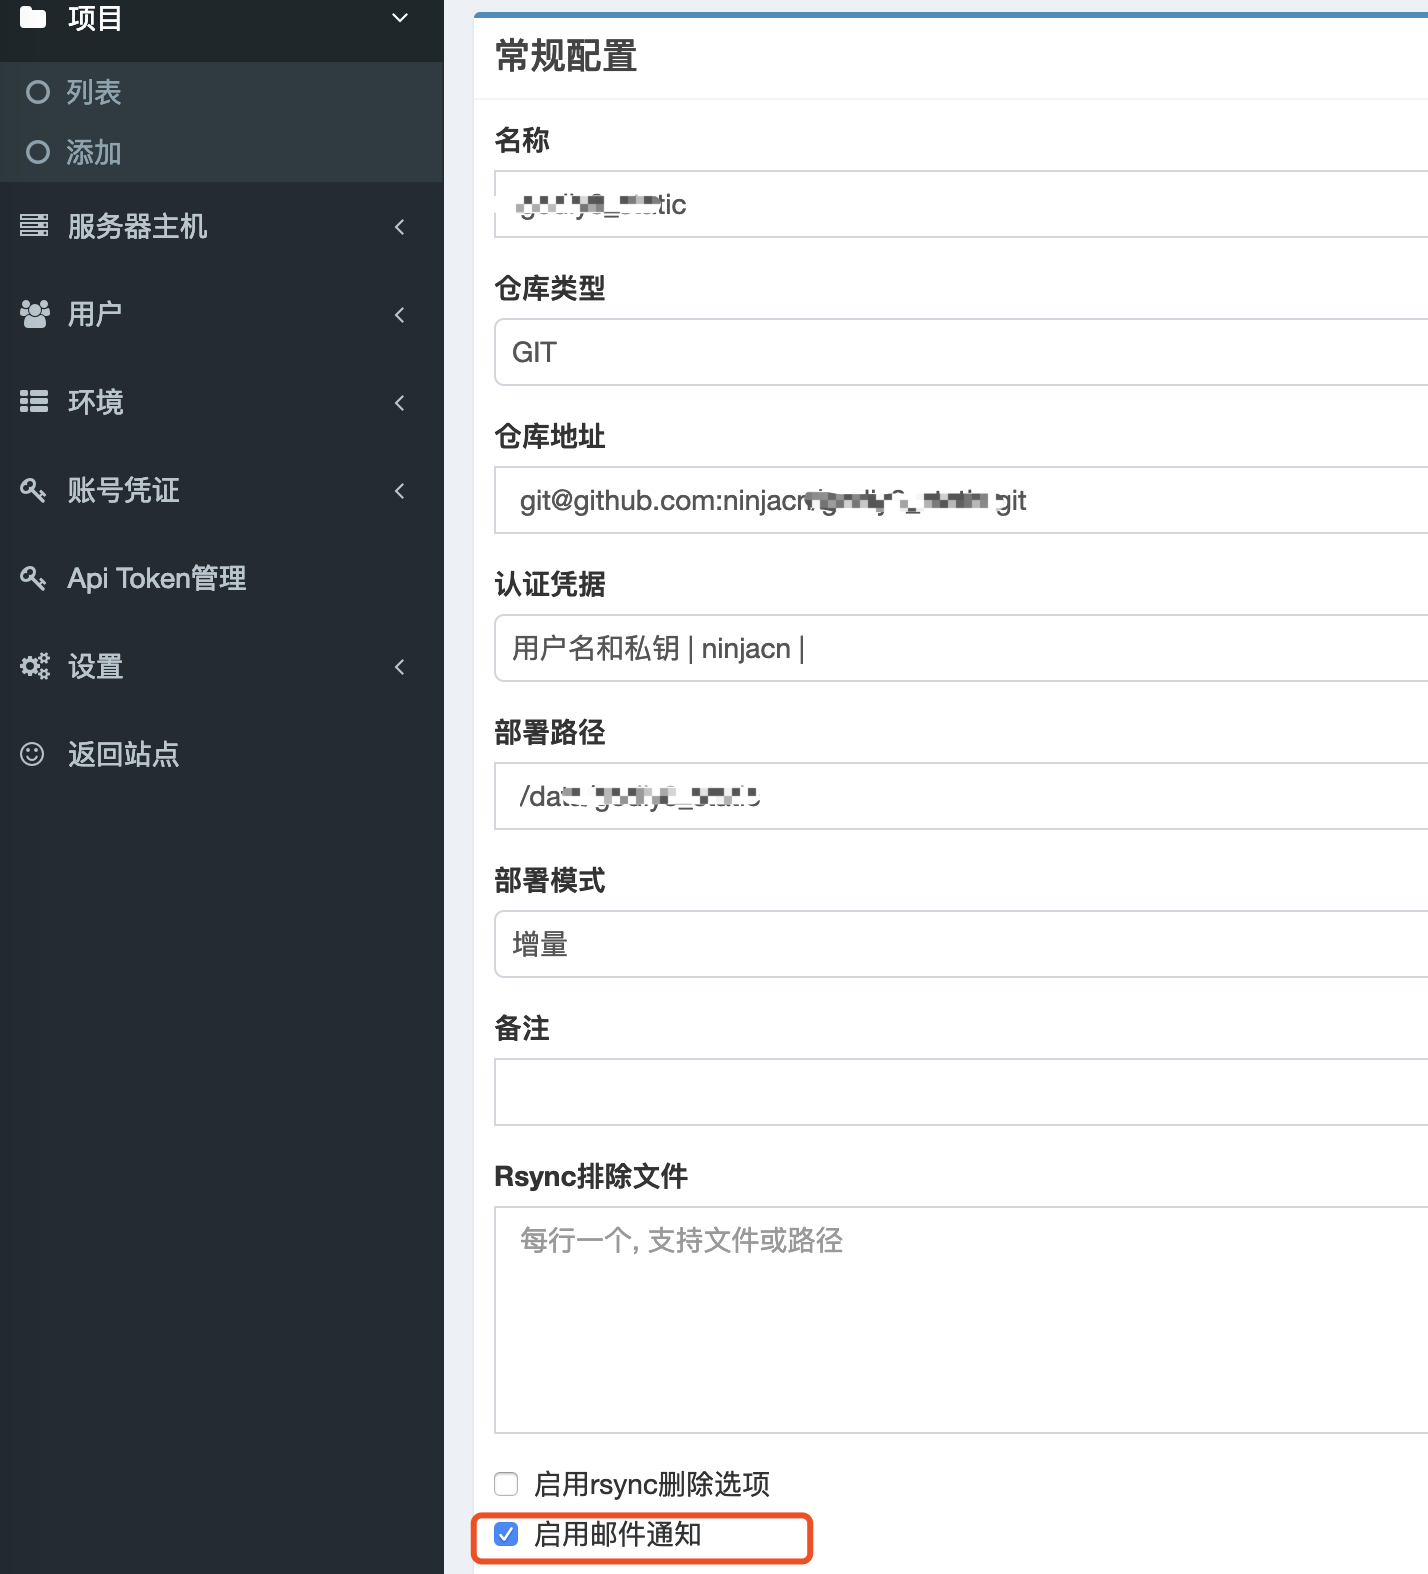 项目
列表
添加
服务器主机
用户
环境
账号凭证
Api Token管理
设置
返回站点
常规配置
名称
tic
仓库类型
GIT
仓库地址
git@github.com:ninjacn git
认证凭据
用户名和私钥 | ninjacn |
部署路径
/data
部署模式
增量
备注
Rsync排除文件
每行一个, 支持文件或路径
启用rsync删除选项
启用邮件通知